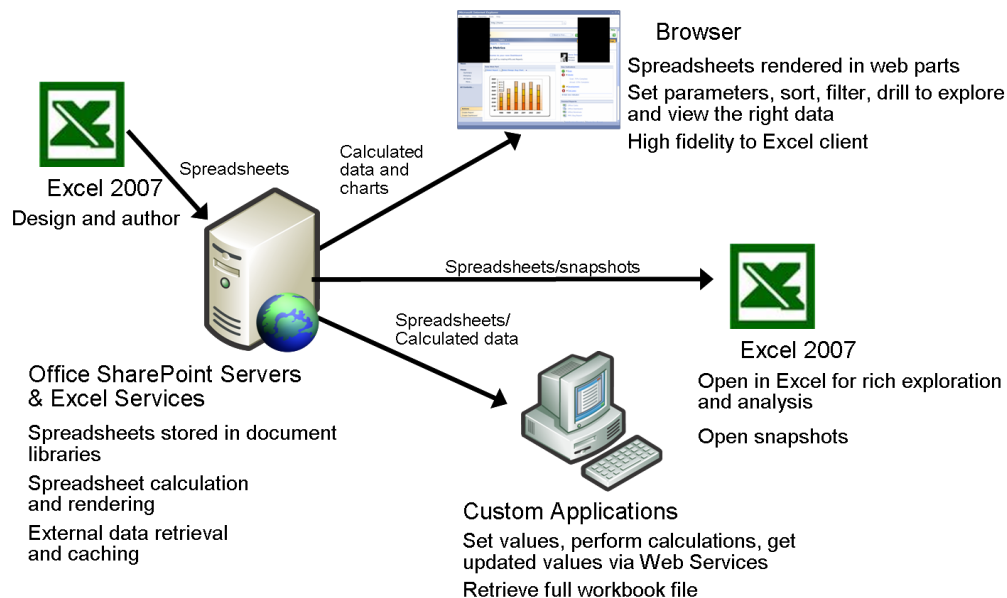 Excel 2007
Design and author
Spreadsheets
Office SharePoint Servers
& Excel Services
Spreadsheets stored in document
libraries
Spreadsheet calculation
and rendering
External data retrieval
and caching
Calculated
data and
charts
Browser
Spreadsheets rendered in web parts
Set parameters, sort, filter, drill to explore
and view the right data
High fidelity to Excel client
Spreadsheets/snapshots
Excel 2007
Open in Excel for rich exploration
and analysis
Open snapshots
Spreadsheets/
Calculated data
Custom Applications
Set values, perform calculations, get
updated values via Web Services
Retrieve full workbook file